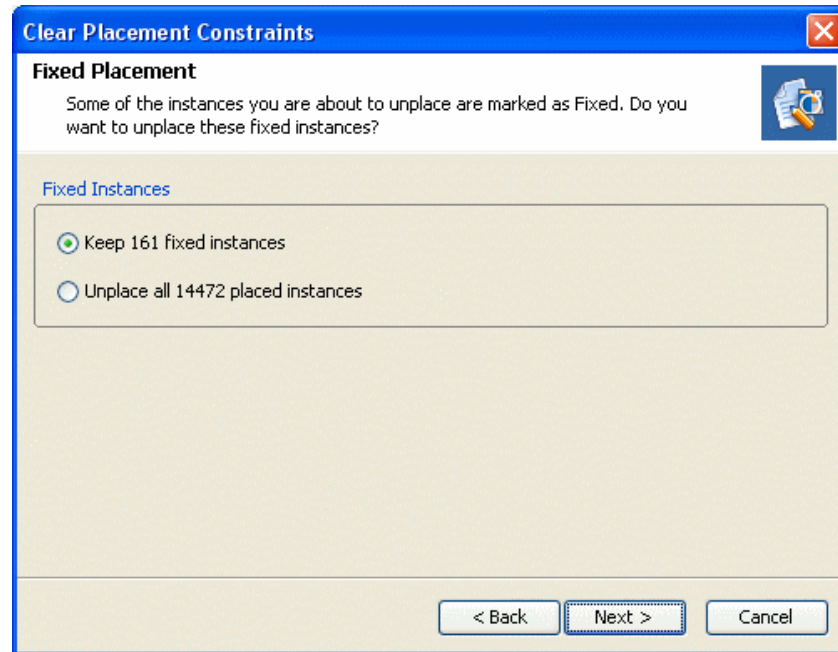 Clear Placement Constraints
Fixed Placement
Some of the instances you are about to unplace are marked as Fixed. Do you
want to unplace these fixed instances?
Fixed Instances
Keep 161 fixed instances
Unplace all 14472 placed instances
< Back
Next >
Cancel